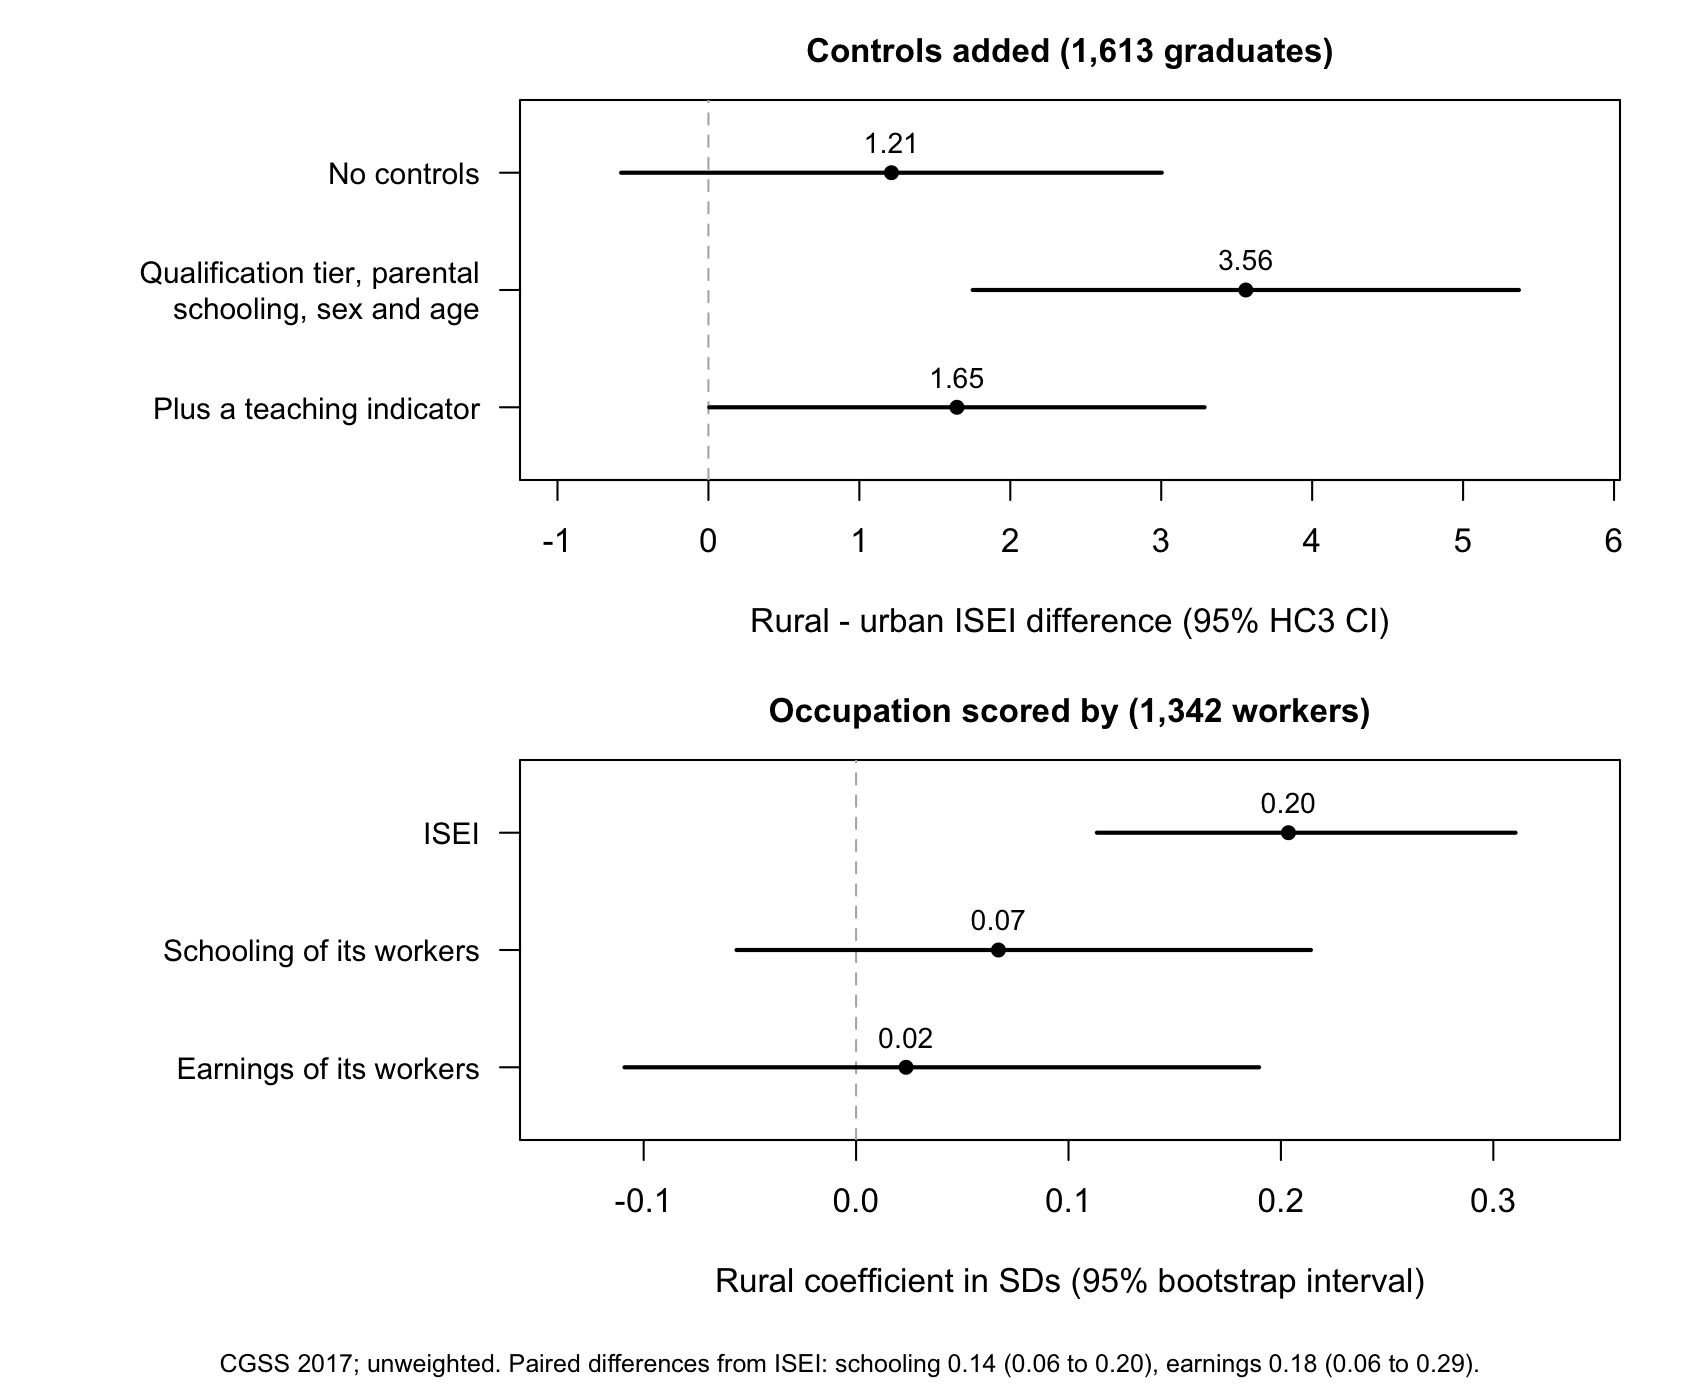 Controls added (1,613 graduates)
1.21
No controls
3.56
Qualification tier, parental
schooling, sex and age
1.65
Plus a teaching indicator
-1 0 1 2 3 4 5 6
Rural - urban ISEI difference (95% HC3 CI)
Occupation scored by (1,342 workers)
0.20
ISEI
0.07
Schooling of its workers
0.02
Earnings of its workers
-0.1 0.0 0.1 0.2 0.3
Rural coefficient in SDs (95% bootstrap interval)
CGSS 2017; unweighted. Paired differences from ISEI: schooling 0.14 (0.06 to 0.20), earnings 0.18 (0.06 to 0.29).